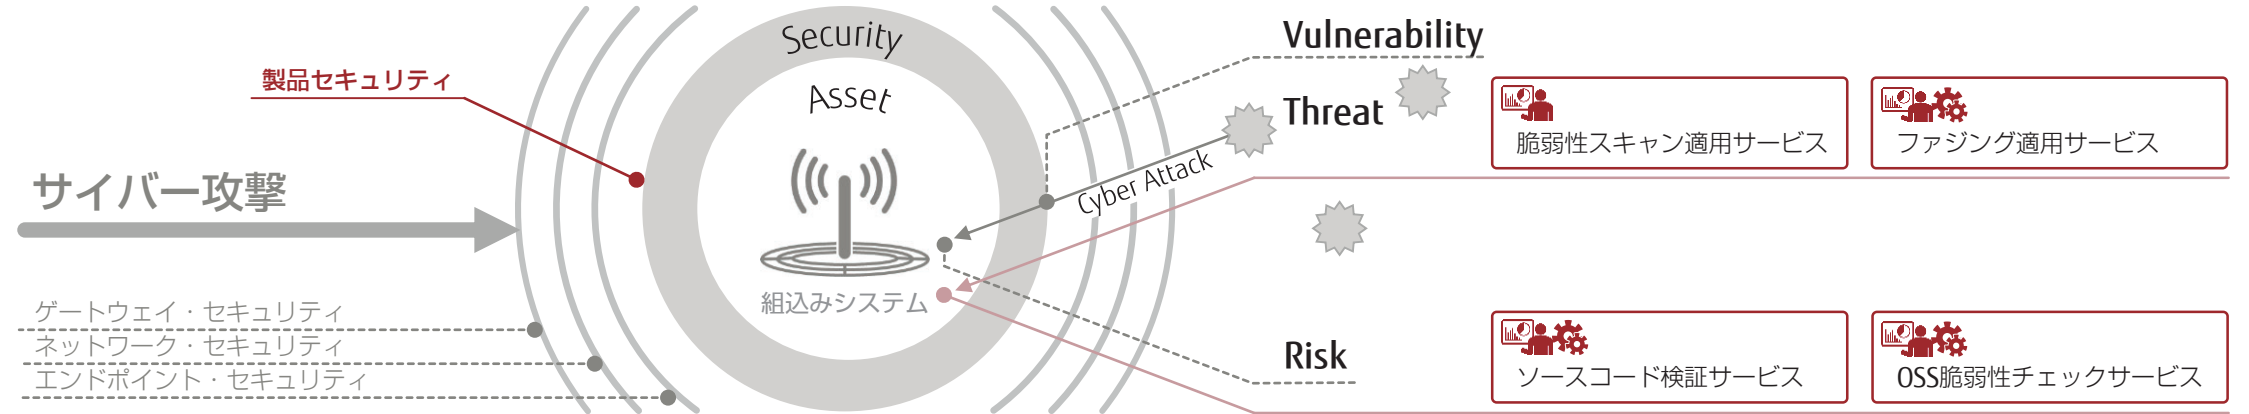 製品セキュリティ
サイバー攻撃
ゲートウェイ・セキュリティ
ネットワーク・セキュリティ
エンドポイント・セキュリティ
Security
Asset
組込みシステム
Vulnerability
Threat
Cyber Attack
Risk
脆弱性スキャン適用サービス
ファジング適用サービス
ソースコード検証サービス
OSS脆弱性チェックサービス